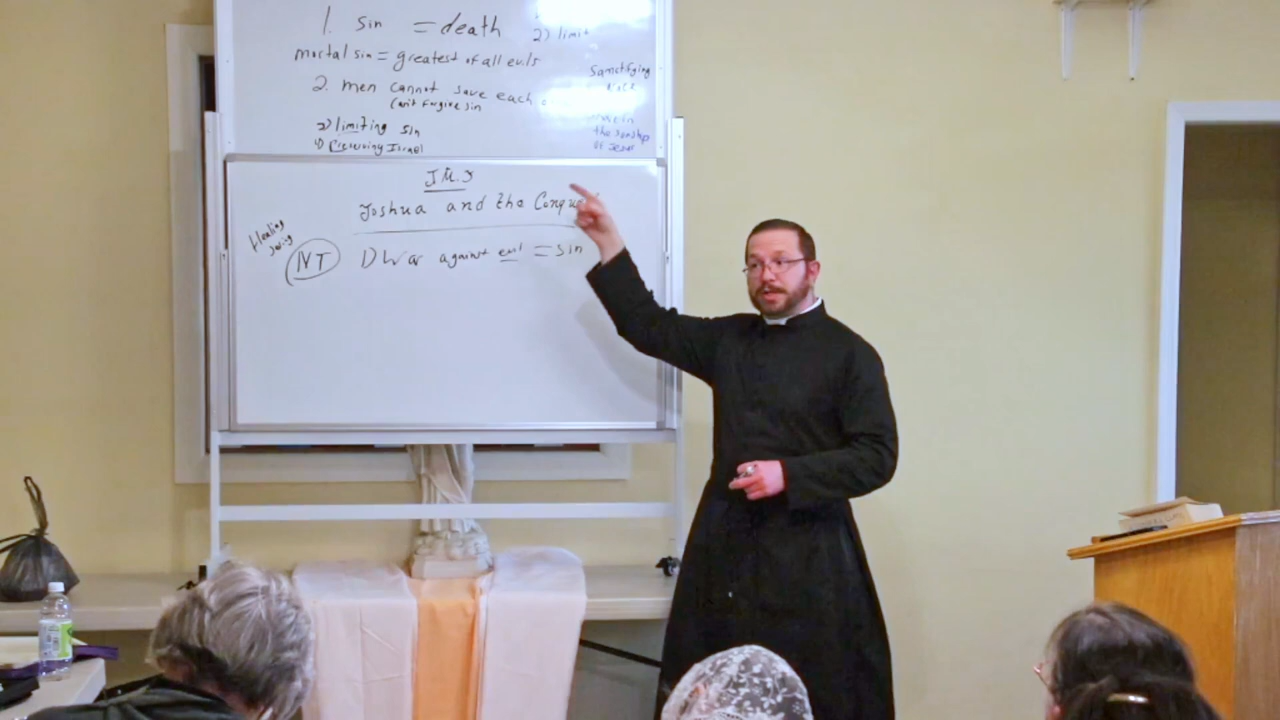 1. Sin = death
2) limit
mortal sin = greatest of all evils
Sanctifying
2. men cannot save each
can't forgive sin
2) limiting sin
1) Preserving Israel
the sonship
of Jesus
J.M.J
Joshua and the
Healing
NT 1) War against evil = sin